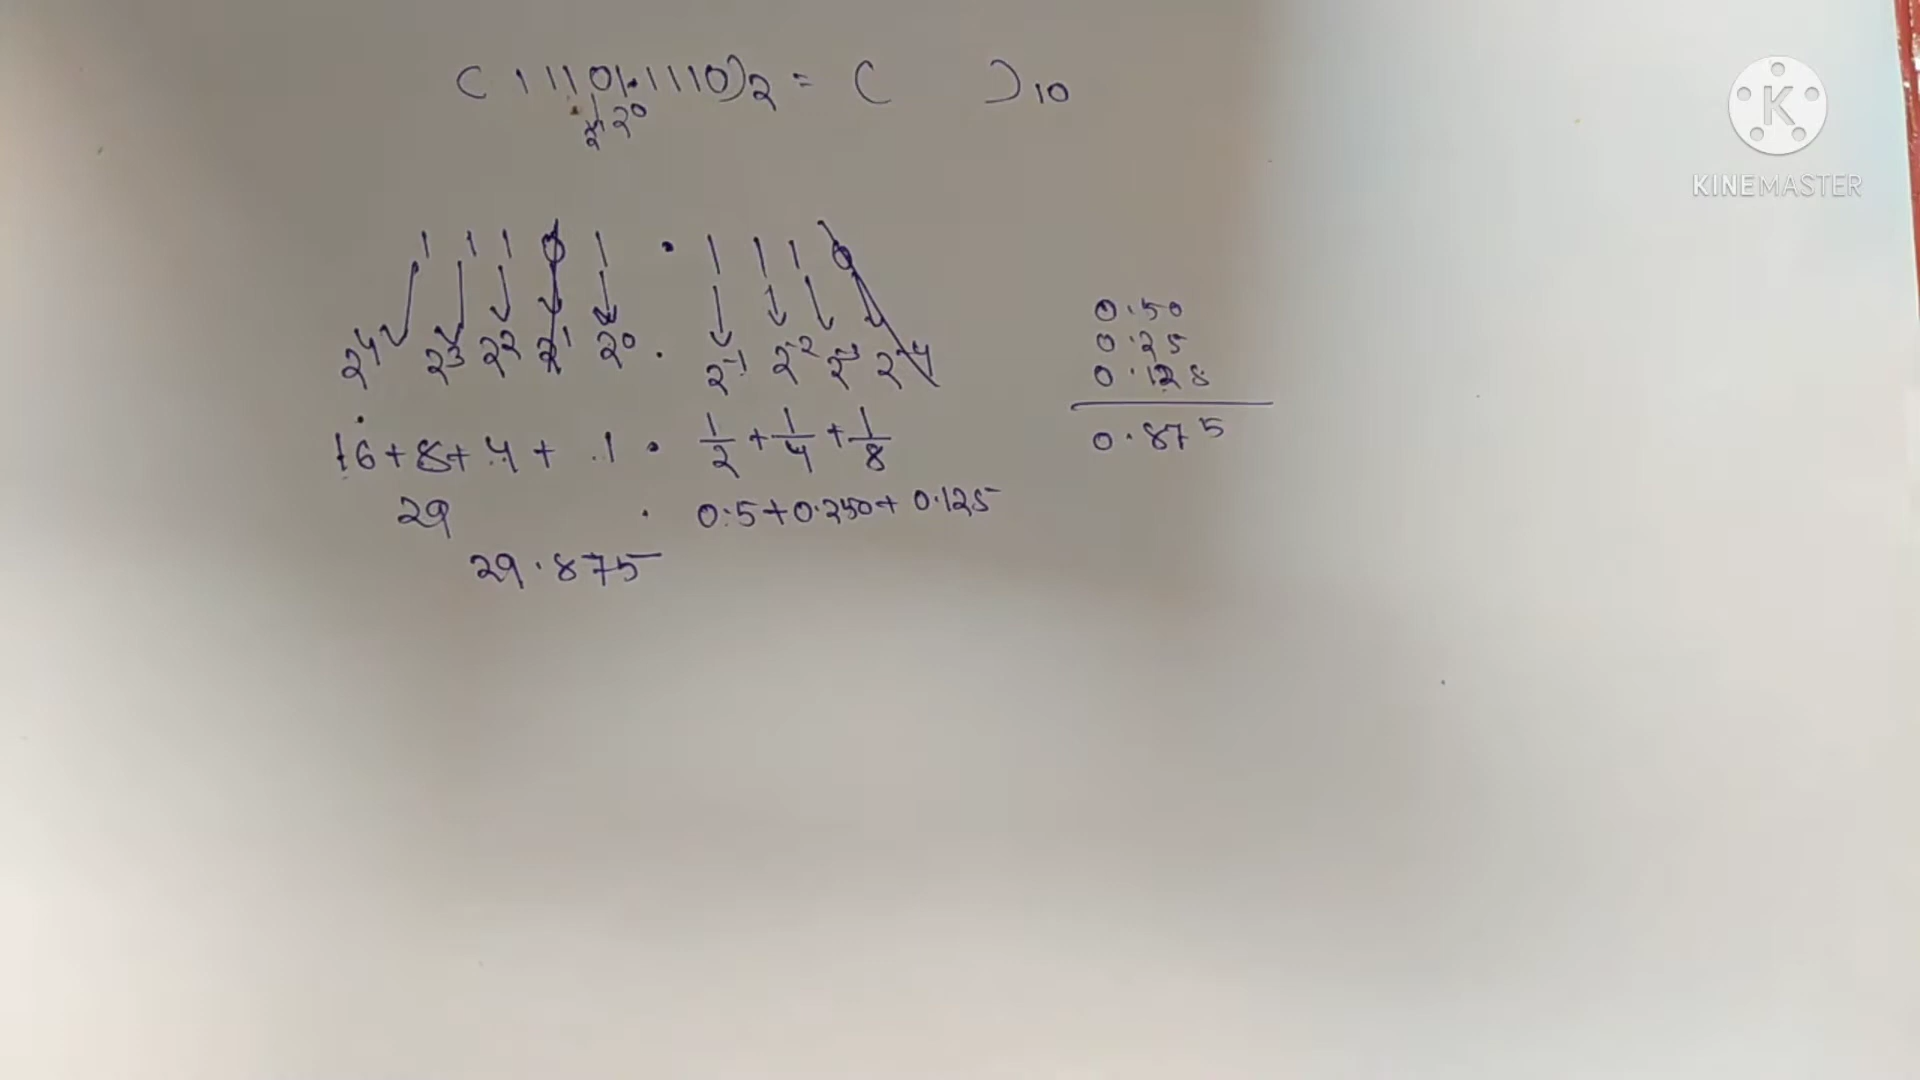 (11101.1110)₂ = (      )₁₀
2¹ 2⁰
K
KINEMASTER
1 1 1 0 1 . 1 1 1 0
2⁴ 2³ 2² 2¹ 2⁰ . 2⁻¹ 2⁻² 2⁻³ 2⁻⁴
16+8+4+ 1 . 1/2 + 1/4 + 1/8
29 . 0.5+0.250+0.125
29.875
0.50
0.25
0.125
0.875